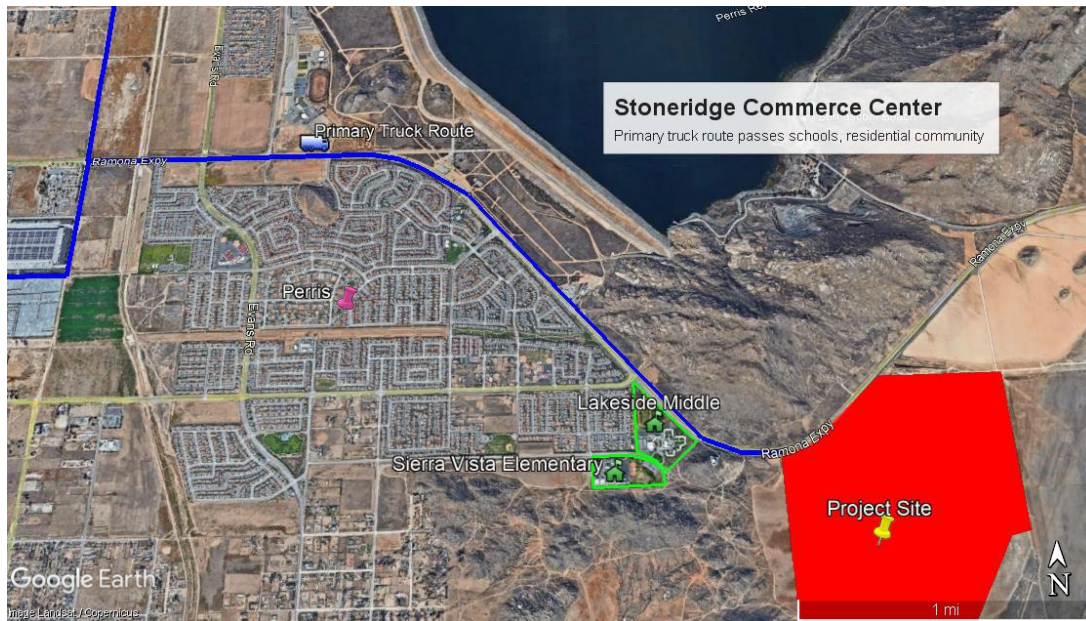 Perris Re
Evans Rd
Stoneridge Commerce Center
Primary truck route passes schools, residential community
Primary Truck Route
Ramona Expy
Ramona Expy
Perris
Evans Rd
Lakeside Middle
Ramona Expy
Sierra Vista Elementary
Project Site
Google Earth
N
Image Landsat / Copernicus
1 mi